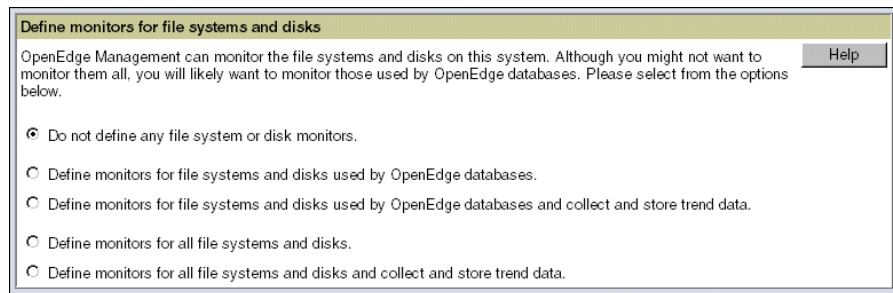 Define monitors for file systems and disks
OpenEdge Management can monitor the file systems and disks on this system. Although you might not want to
monitor them all, you will likely want to monitor those used by OpenEdge databases. Please select from the options
below.
Help
Do not define any file system or disk monitors.
Define monitors for file systems and disks used by OpenEdge databases.
Define monitors for file systems and disks used by OpenEdge databases and collect and store trend data.
Define monitors for all file systems and disks.
Define monitors for all file systems and disks and collect and store trend data.